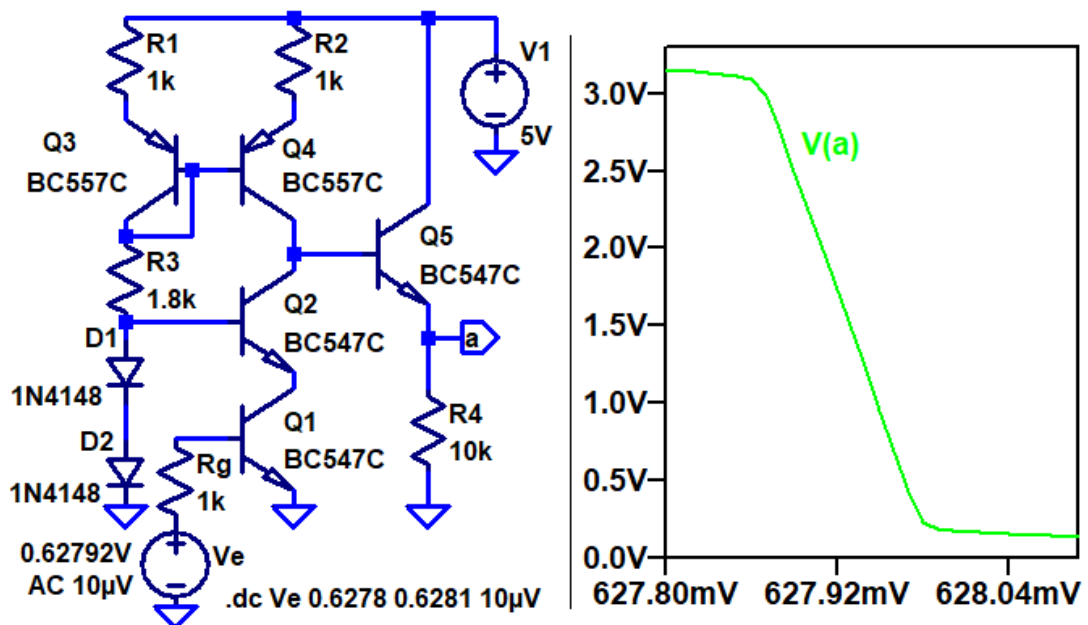 R1
1k
R2
1k
V1
5V
Q3
BC557C
Q4
BC557C
R3
1.8k
Q5
BC547C
D1
1N4148
Q2
BC547C
a
D2
1N4148
Q1
BC547C
R4
10k
Rg
1k
0.62792V
AC 10µV
Ve
.dc Ve 0.6278 0.6281 10µV
V(a)
3.0V
2.5V
2.0V
1.5V
1.0V
0.5V
0.0V
627.80mV 627.92mV 628.04mV